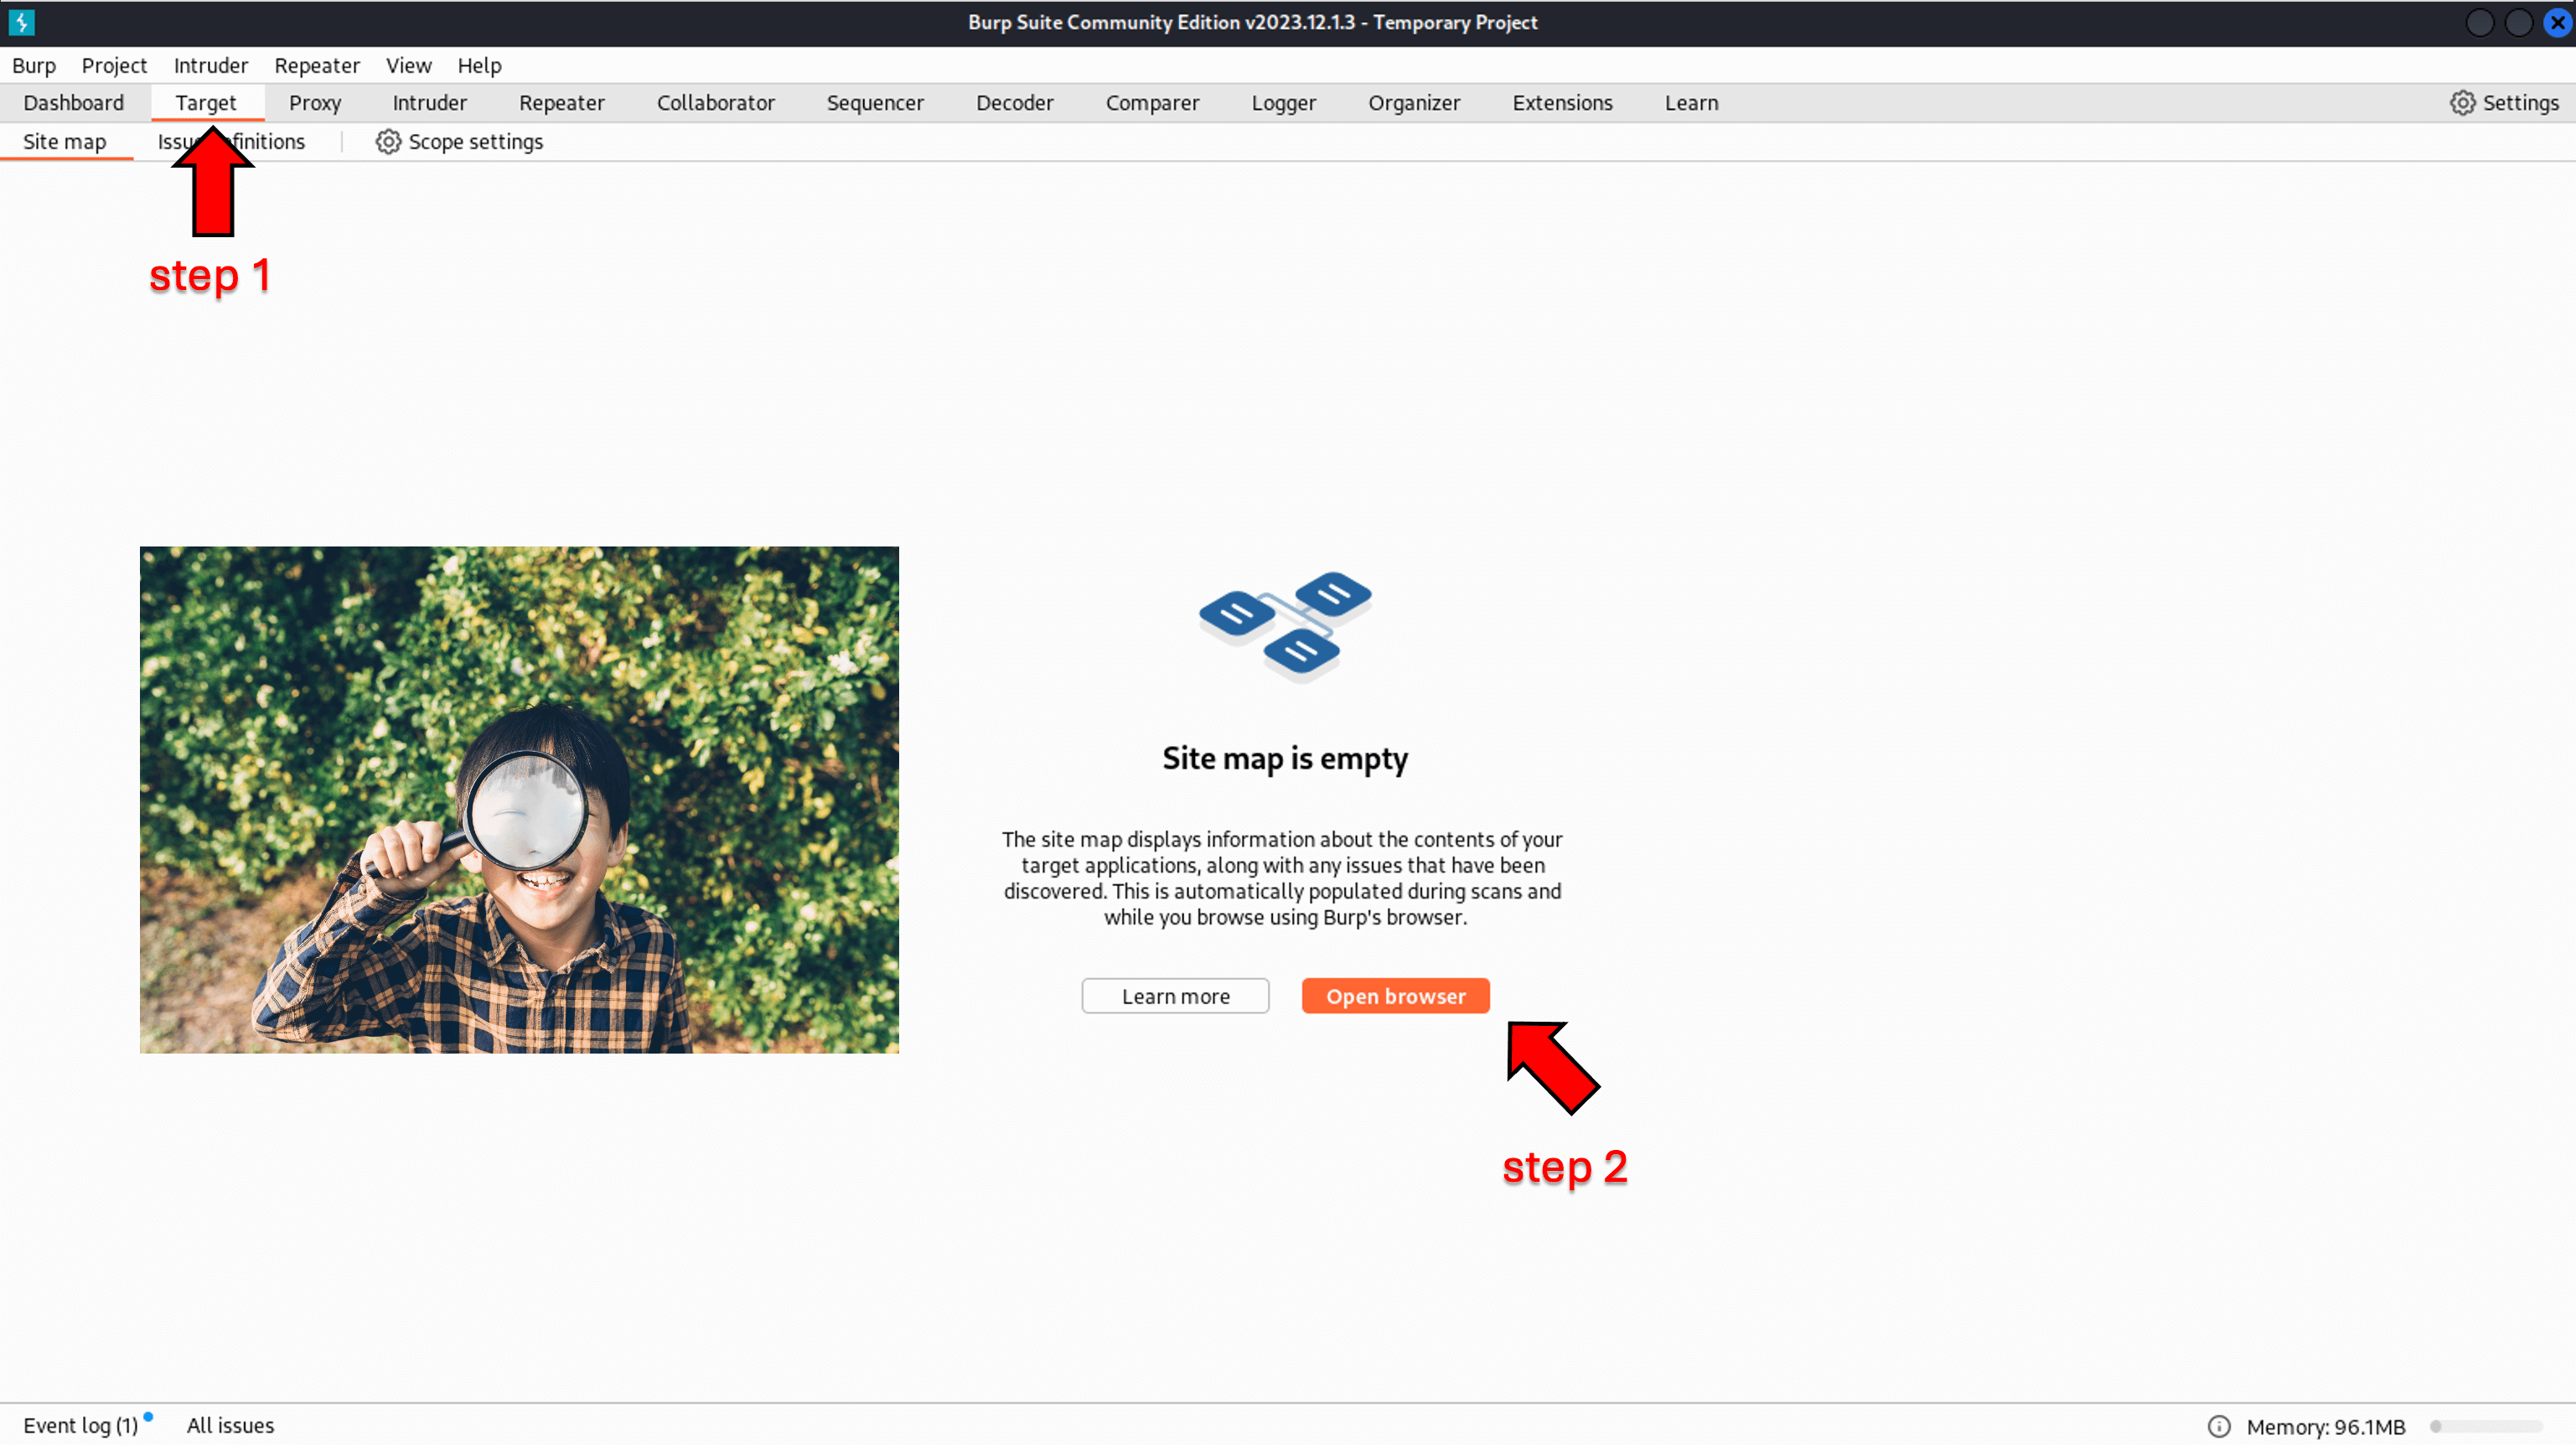 Burp Suite Community Edition v2023.12.1.3 - Temporary Project
Burp Project Intruder Repeater View Help
Dashboard Target Proxy Intruder Repeater Collaborator Sequencer Decoder Comparer Logger Organizer Extensions Learn Settings
Site map Issu finitions Scope settings
step 1
Site map is empty
The site map displays information about the contents of your
target applications, along with any issues that have been
discovered. This is automatically populated during scans and
while you browse using Burp's browser.
Learn more Open browser
step 2
Event log (1) All issues Memory: 96.1MB